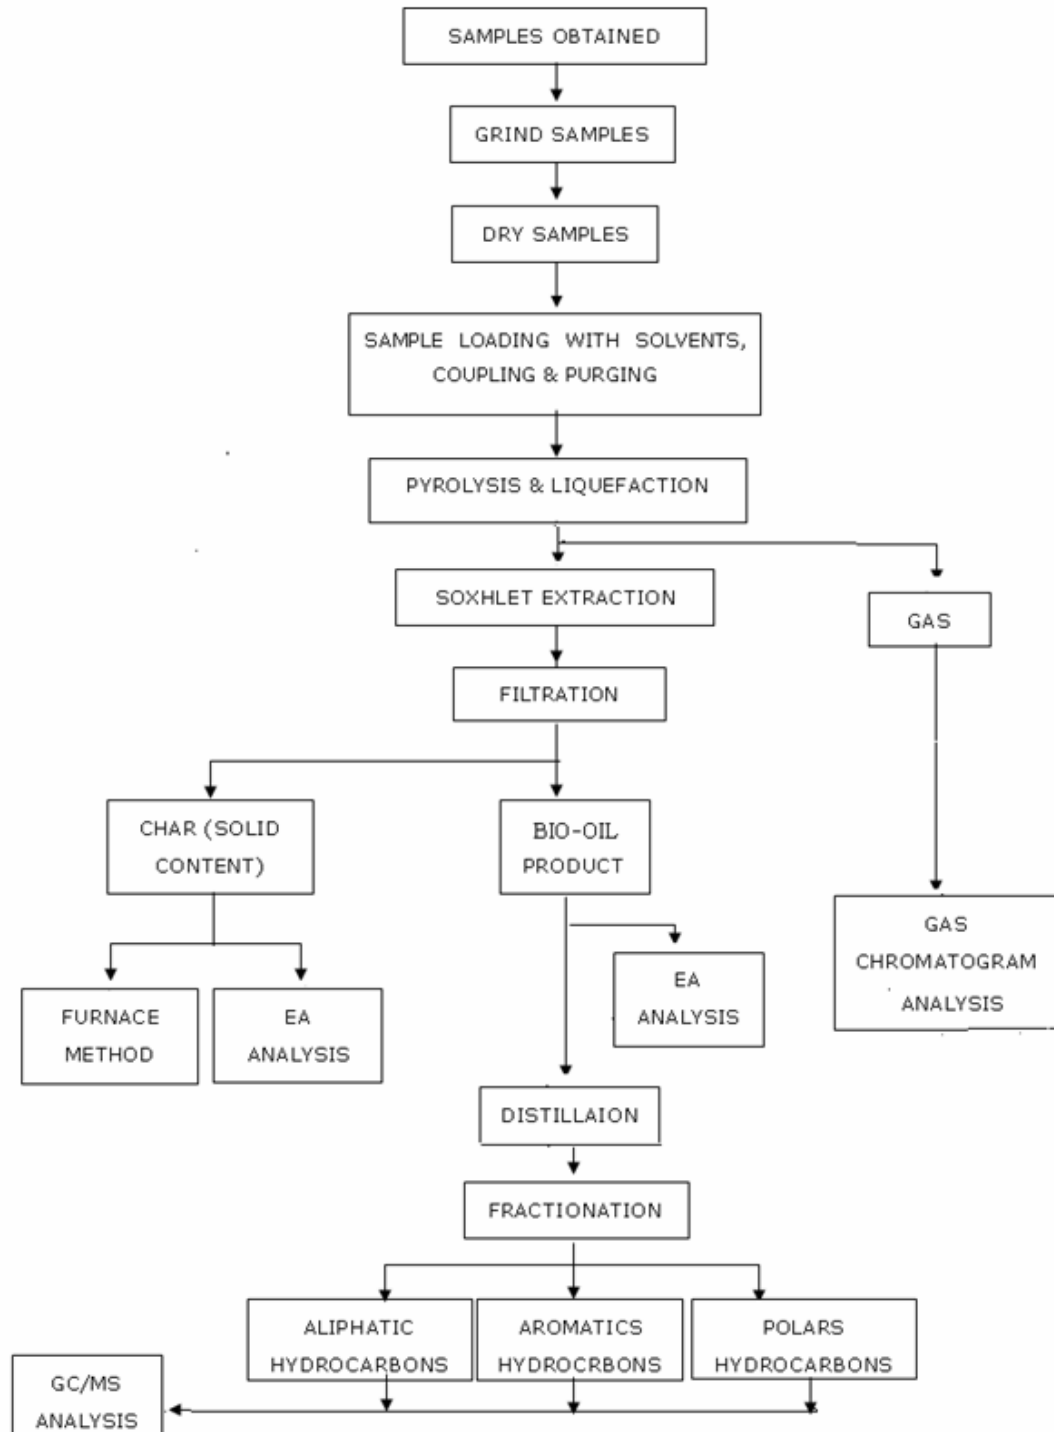 SAMPLES OBTAINED
GRIND SAMPLES
DRY SAMPLES
SAMPLE LOADING WITH SOLVENTS,
COUPLING & PURGING
PYROLYSIS & LIQUEFACTION
SOXHLET EXTRACTION
GAS
FILTRATION
CHAR (SOLID
CONTENT)
BIO-OIL
PRODUCT
GAS
CHROMATOGRAM
ANALYSIS
FURNACE
METHOD
EA
ANALYSIS
EA
ANALYSIS
DISTILLAION
FRACTIONATION
ALIPHATIC
HYDROCARBONS
AROMATICS
HYDROCRBONS
POLARS
HYDROCARBONS
GC/MS
ANALYSIS